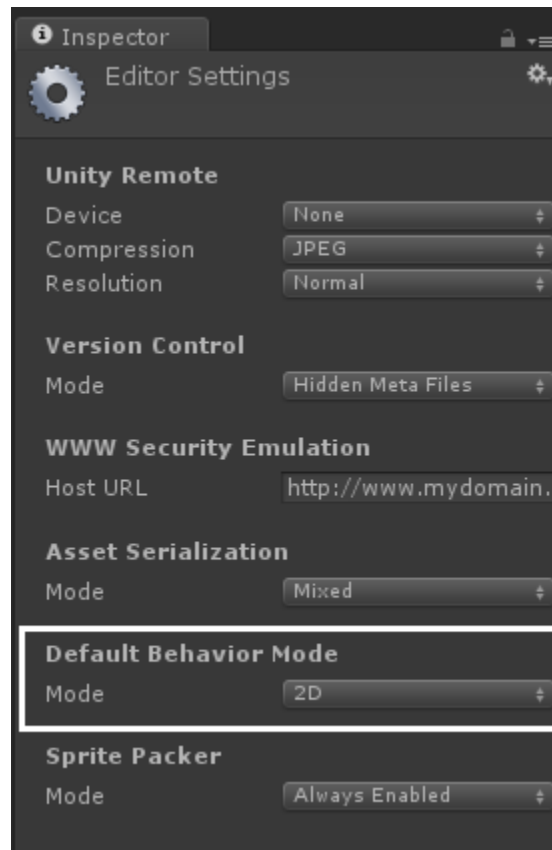 Inspector
Editor Settings
Unity Remote
Device None
Compression JPEG
Resolution Normal
Version Control
Mode Hidden Meta Files
WWW Security Emulation
Host URL http://www.mydomain.
Asset Serialization
Mode Mixed
Default Behavior Mode
Mode 2D
Sprite Packer
Mode Always Enabled